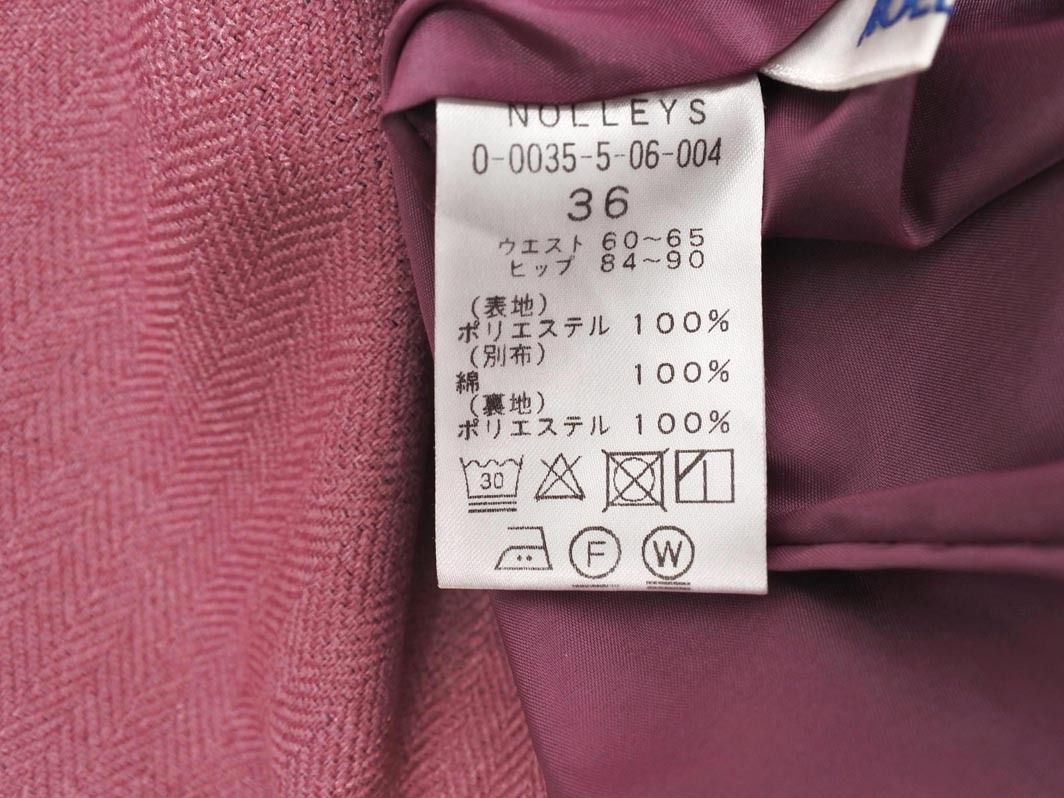 NOLLEYS
0-0035-5-06-004
36
ウエスト 60~65
ヒップ 84~90
(表地)
ポリエステル 100%
(別布)
綿 100%
(裏地)
ポリエステル 100%
30
F W